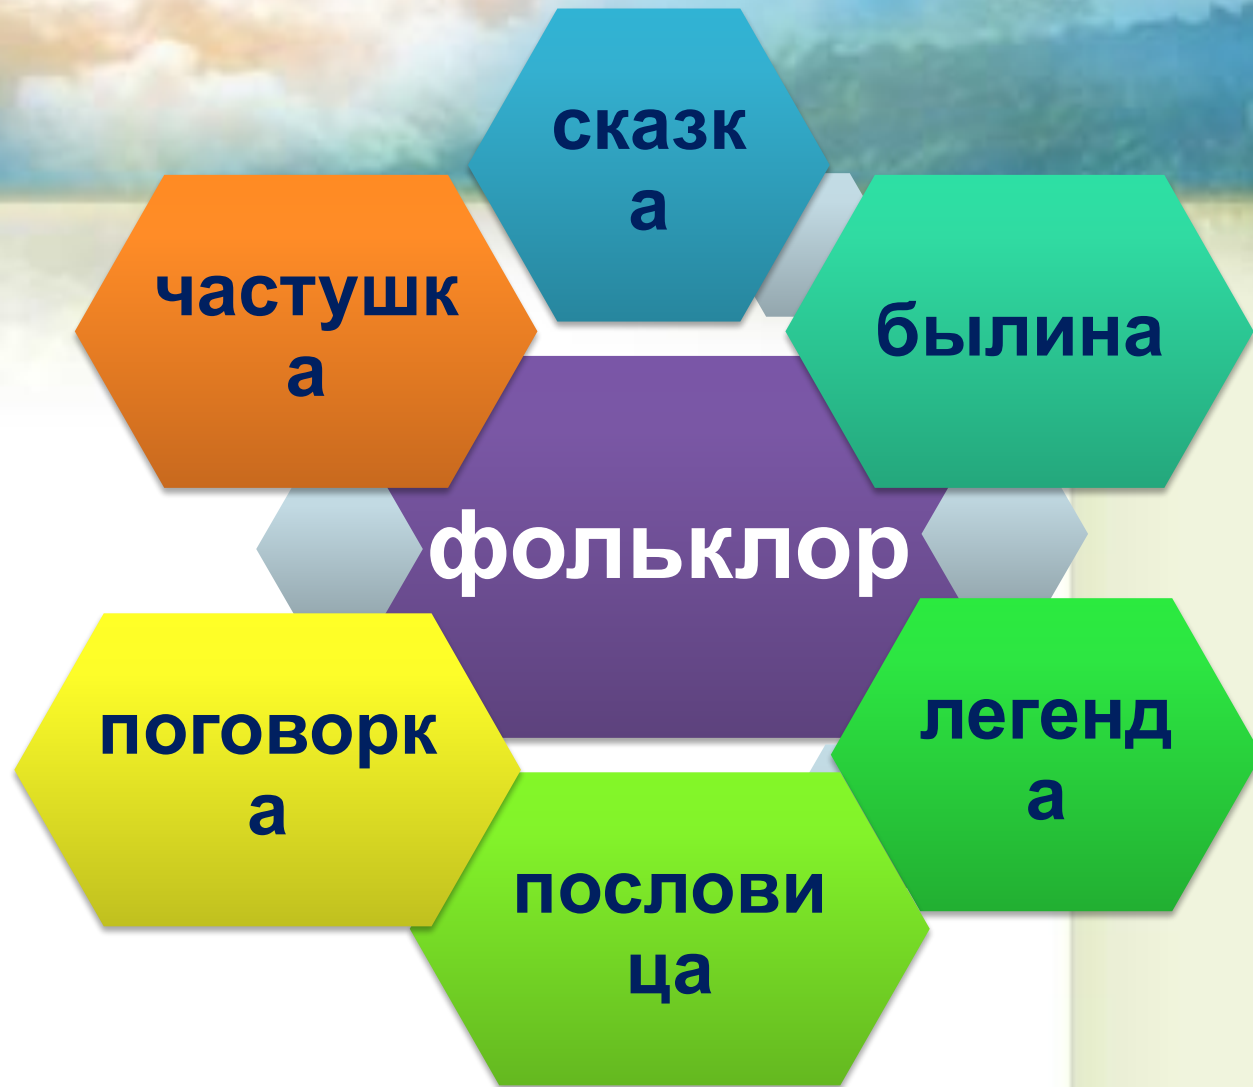 сказк
а
частушк
а
былина
фольклор
поговорк
а
легенд
а
послови
ца